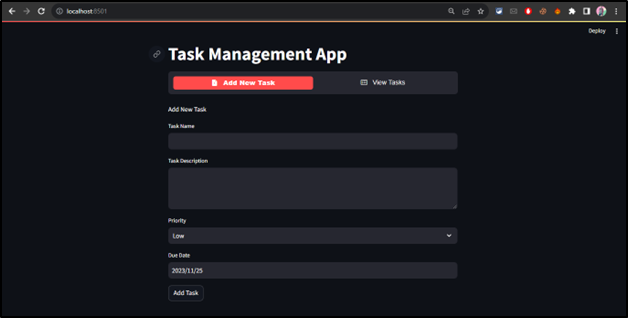 localhost:8501
Deploy
Task Management App
Add New Task
View Tasks
Add New Task
Task Name
Task Description
Priority
Low
Due Date
2023/11/25
Add Task